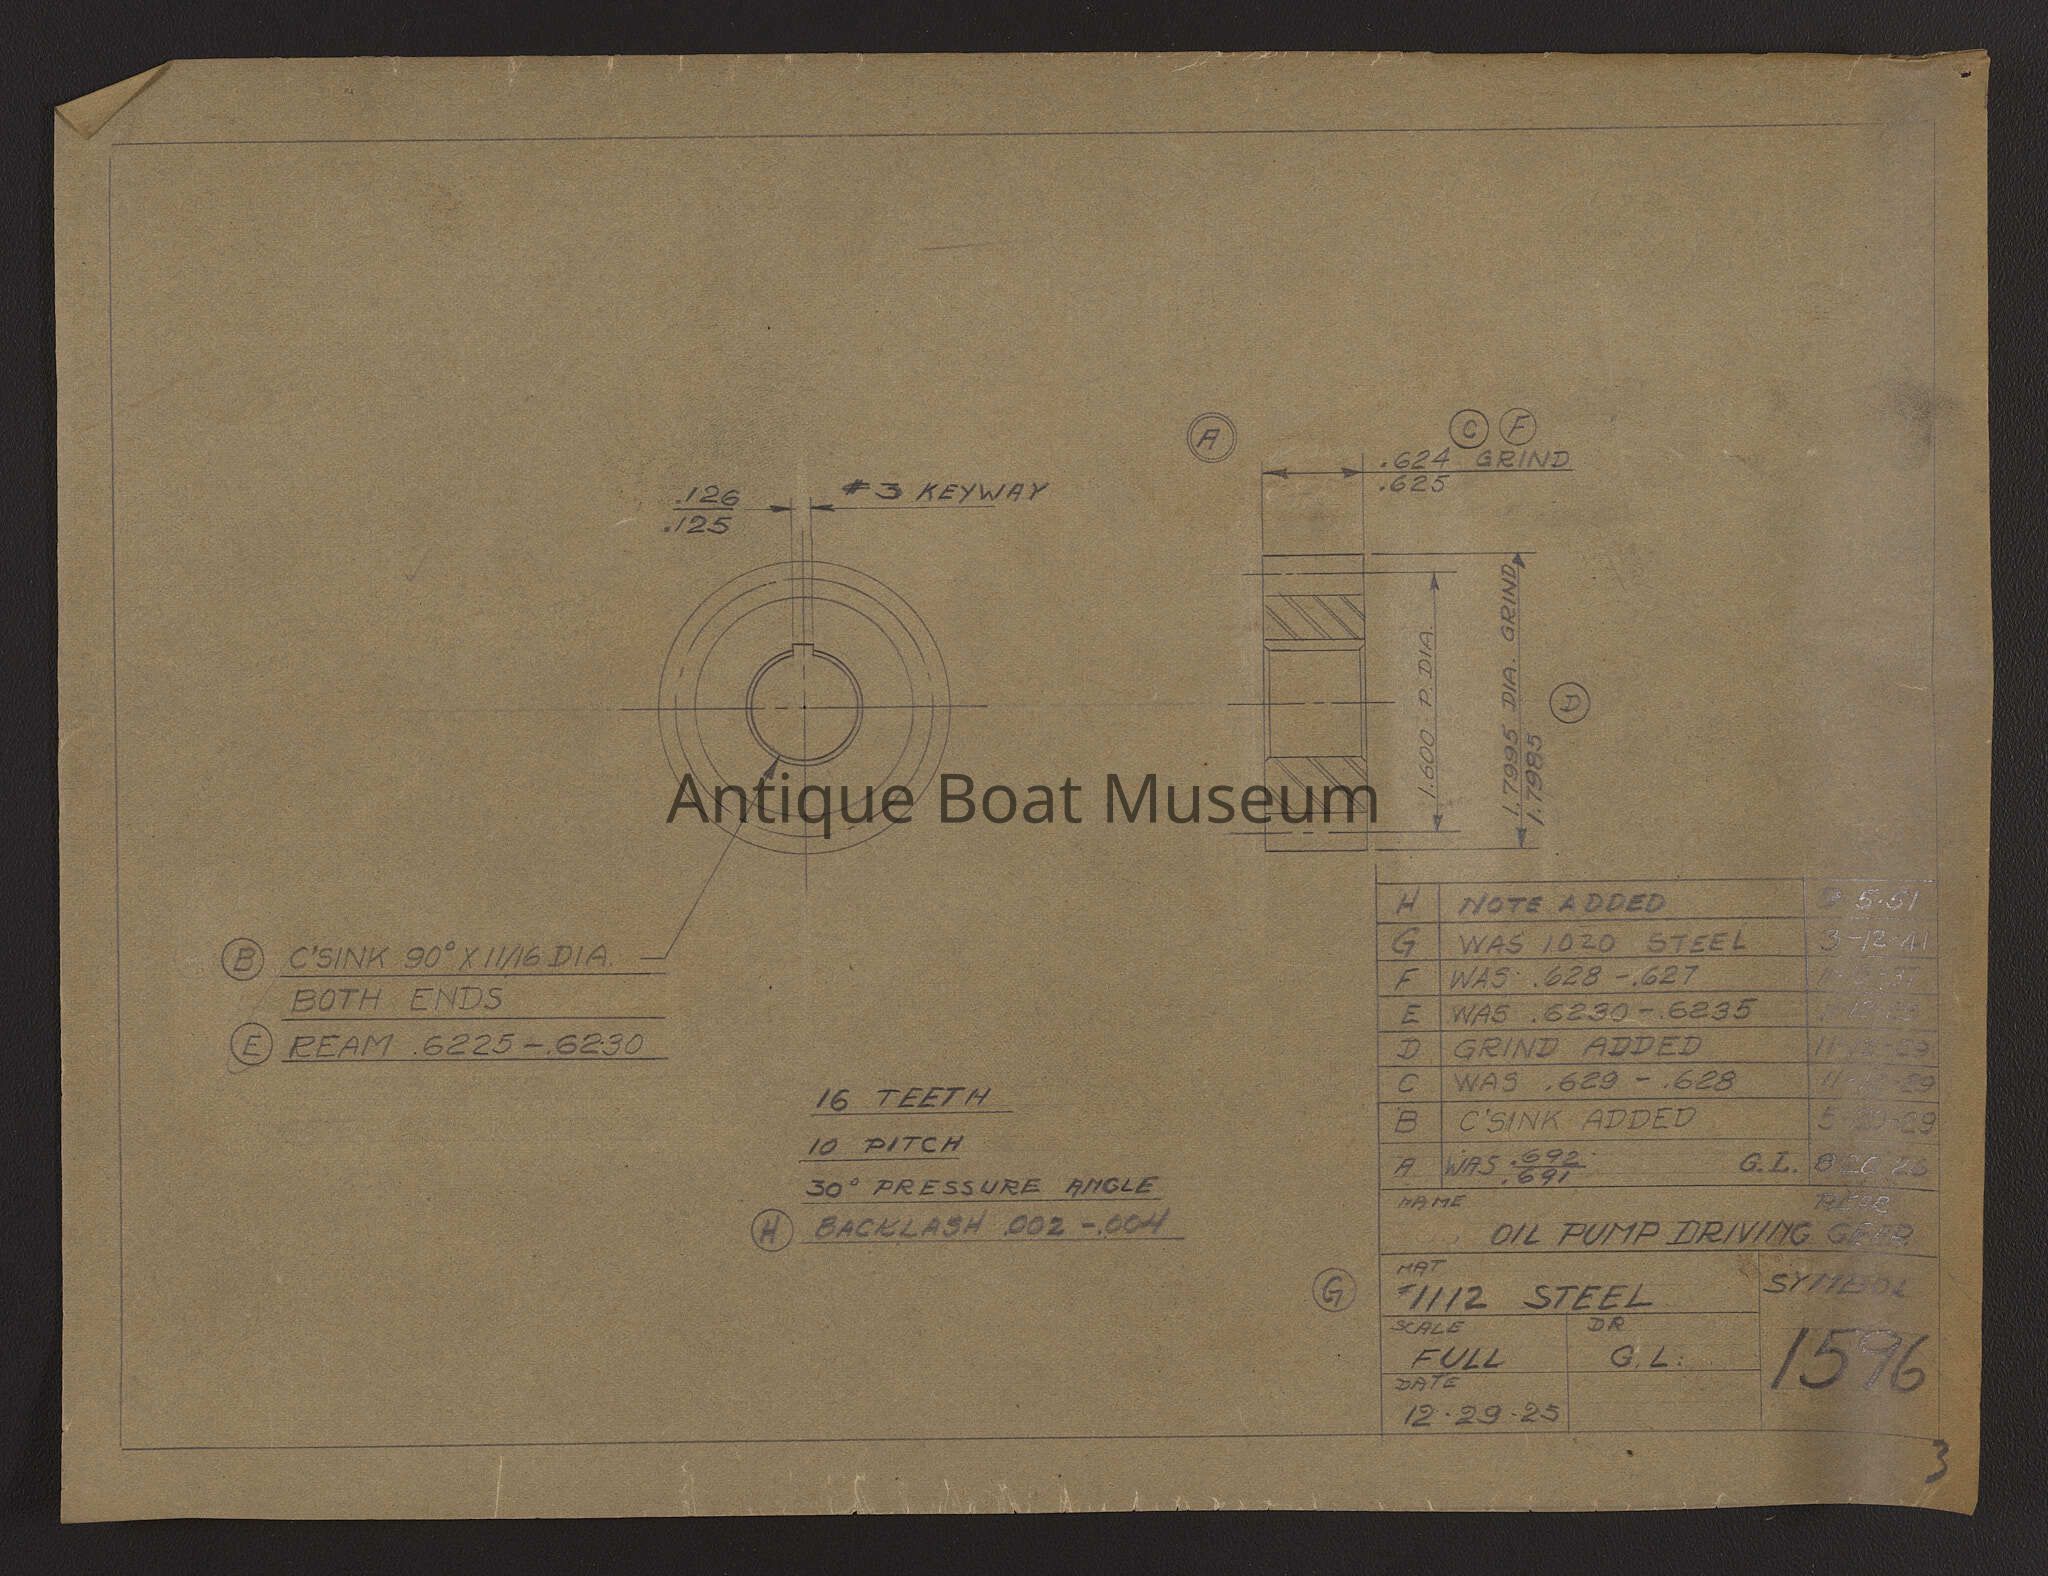 A
C F
.624 GRIND
.625
.126
.125
#3 KEYWAY
1.600 P. DIA.
1.7995 DIA. GRIND
1.7985
D
Antique Boat Museum
B C'SINK 90° X 11/16 DIA.
BOTH ENDS
E REAM .6225-.6230
16 TEETH
10 PITCH
30° PRESSURE ANGLE
H BACKLASH .002-.004
H NOTE ADDED 5-51
G WAS 1020 STEEL 3-12-41
F WAS .628-.627
E WAS .6230-.6235
D GRIND ADDED
C WAS .629 - .628
B C'SINK ADDED
A WAS .692 G.L.
.691
NAME
OIL PUMP DRIVING GEAR
G
MAT
#1112 STEEL
SYMBOL
1596
SCALE
FULL
DR
G.L.
DATE
12-29-25
3